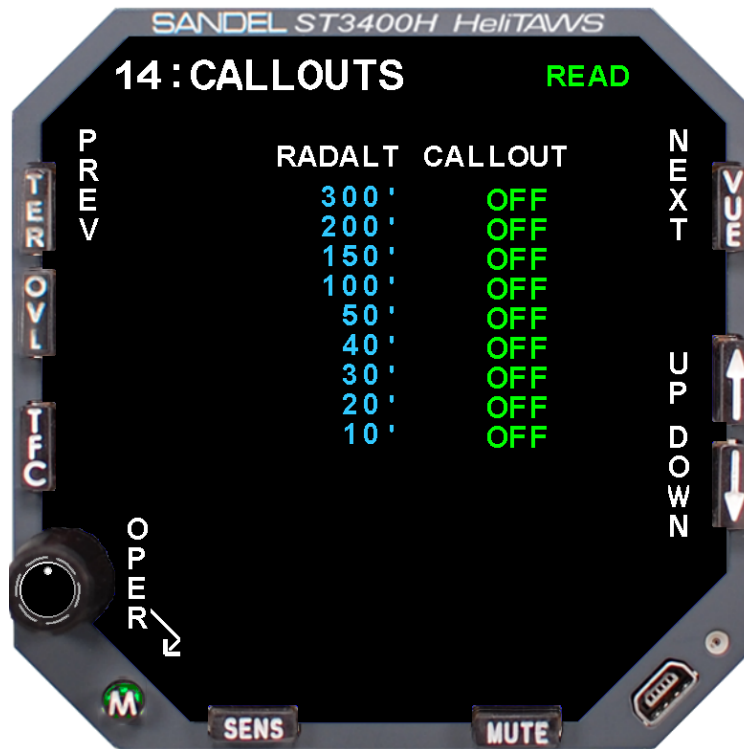 SANDEL ST3400H HeliTAWS
14:CALLOUTS READ
PREV
NEXT
RADALT CALLOUT
300' OFF
200' OFF
150' OFF
100' OFF
50' OFF
40' OFF
30' OFF
20' OFF
10' OFF
TER
VUE
OVL
UP DOWN
TFC
OPER
M
SENS
MUTE